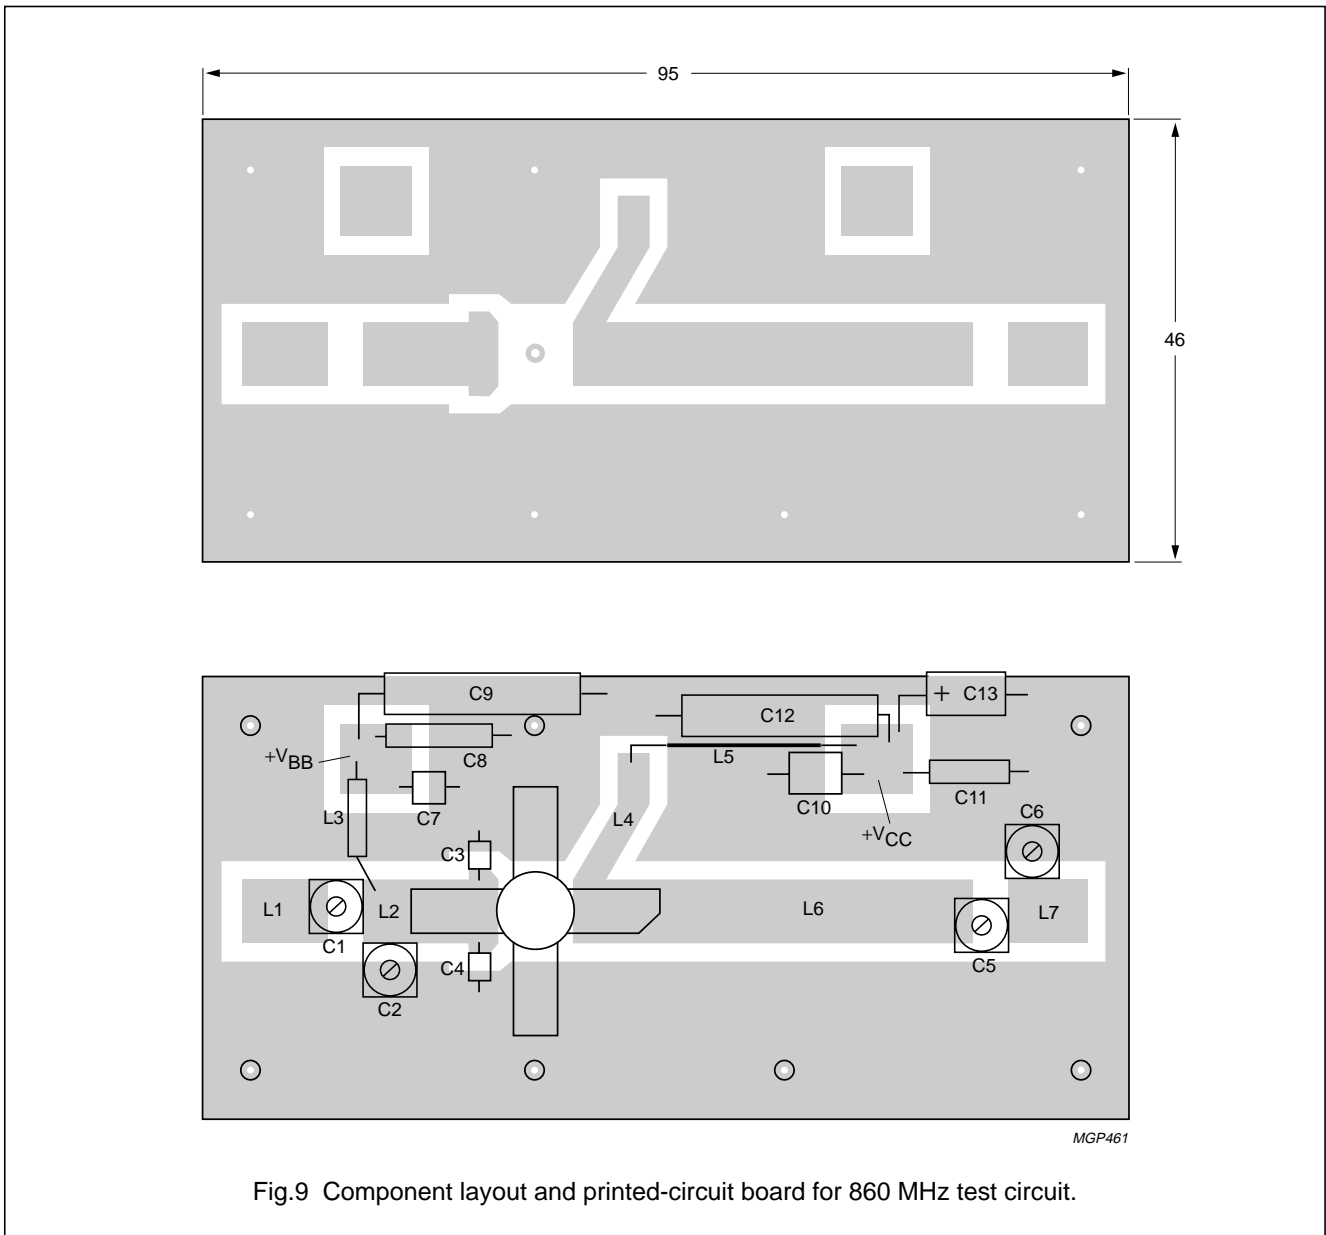 95
46
C9
C12
+ C13
+VBB
C8
L5
L3
C7
C10
C11
L4
+VCC
C6
C3
L1
L2
L6
L7
C1
C4
C5
C2
MGP461
Fig.9 Component layout and printed-circuit board for 860 MHz test circuit.